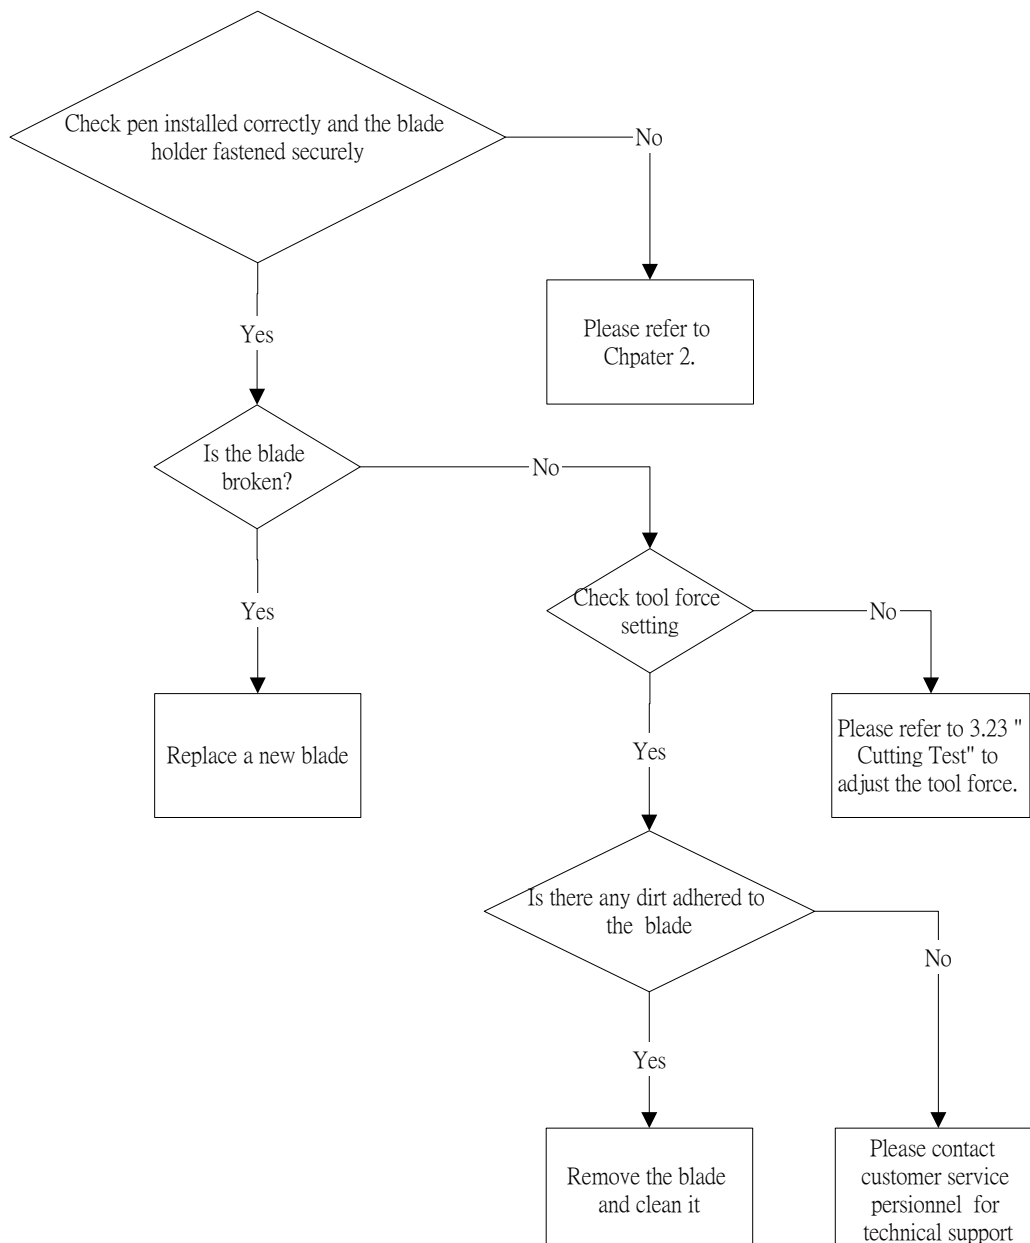 Check pen installed correctly and the blade
holder fastened securely
No
Yes
Please refer to
Chpater 2.
Is the blade
broken?
No
Yes
Check tool force
setting
No
Replace a new blade
Yes
Please refer to 3.23 "
Cutting Test" to
adjust the tool force.
Is there any dirt adhered to
the blade
No
Yes
Remove the blade
and clean it
Please contact
customer service
persionnel for
technical support